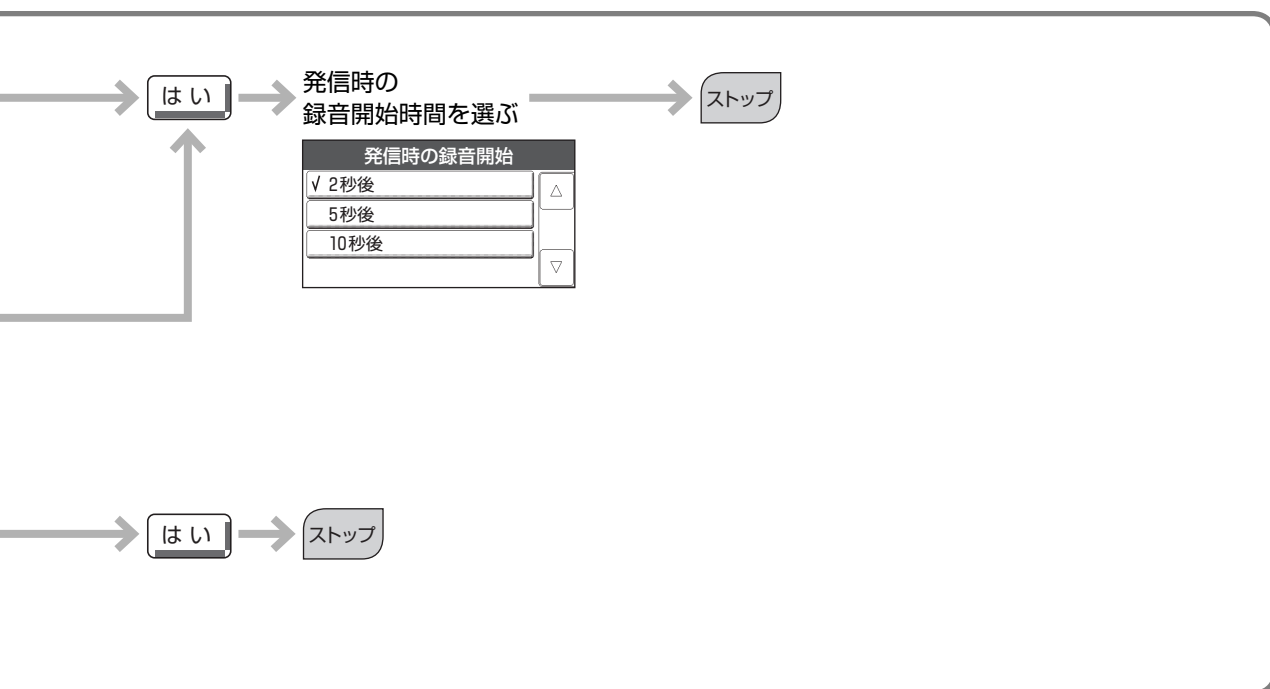 はい
発信時の
録音開始時間を選ぶ
ストップ
発信時の録音開始
√ 2秒後
5秒後
10秒後
はい
ストップ